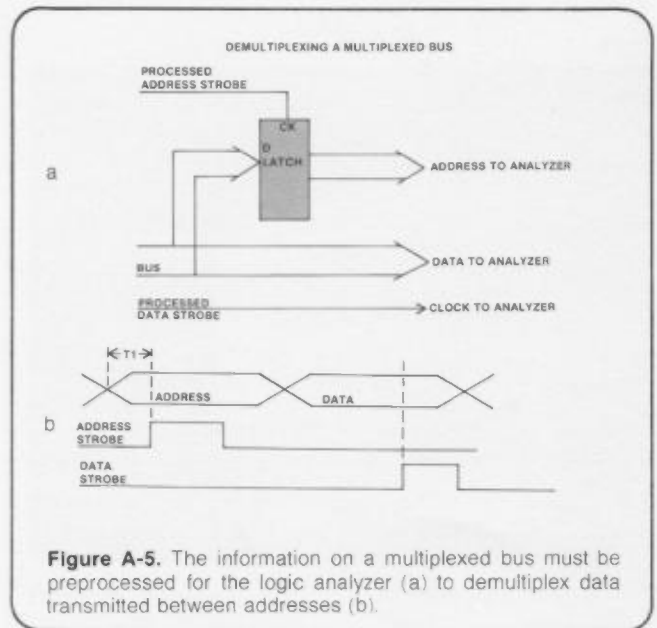 DEMULTIPLEXING A MULTIPLEXED BUS
PROCESSED
ADDRESS STROBE
CK
D
LATCH
a
ADDRESS TO ANALYZER
DATA TO ANALYZER
BUS
PROCESSED
DATA STROBE
CLOCK TO ANALYZER
T1
ADDRESS
DATA
b
ADDRESS
STROBE
DATA
STROBE
Figure A-5. The information on a multiplexed bus must be
preprocessed for the logic analyzer (a) to demultiplex data
transmitted between addresses (b).